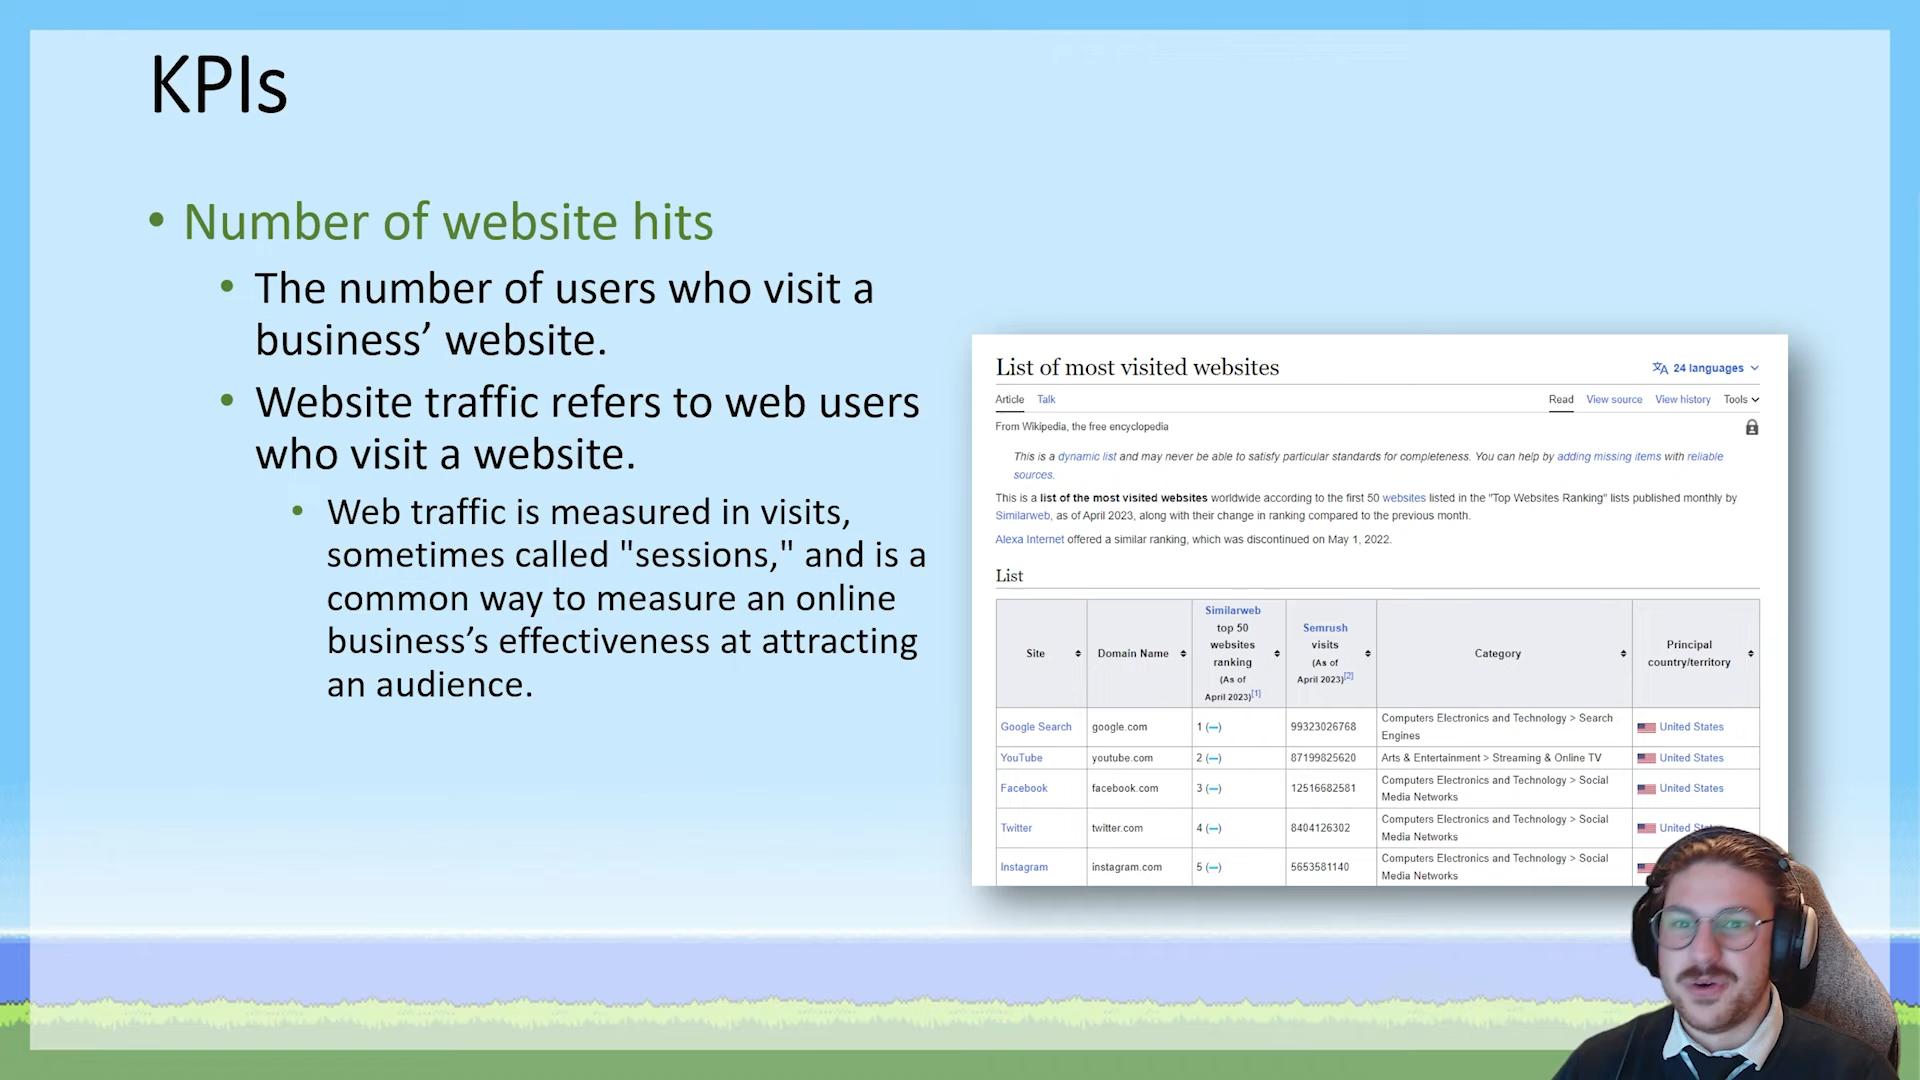 KPIs
• Number of website hits
• The number of users who visit a
business’ website.
• Website traffic refers to web users
who visit a website.
• Web traffic is measured in visits,
sometimes called "sessions," and is a
common way to measure an online
business’s effectiveness at attracting
an audience.
List of most visited websites
24 languages
Article Talk Read View source View history Tools
From Wikipedia, the free encyclopedia
This is a dynamic list and may never be able to satisfy particular standards for completeness. You can help by adding missing items with reliable
sources.
This is a list of the most visited websites worldwide according to the first 50 websites listed in the "Top Websites Ranking" lists published monthly by
Similarweb, as of April 2023, along with their change in ranking compared to the previous month.
Alexa Internet offered a similar ranking, which was discontinued on May 1, 2022.
List
Site
Domain Name
Similarweb
top 50
websites
ranking
(As of
April 2023)[1]
Semrush
visits
(As of
April 2023)[2]
Category
Principal
country/territory
Google Search google.com 1 (—) 99323026768 Computers Electronics and Technology > Search
Engines United States
YouTube youtube.com 2 (—) 87199825620 Arts & Entertainment > Streaming & Online TV United States
Facebook facebook.com 3 (—) 12516682581 Computers Electronics and Technology > Social
Media Networks United States
Twitter twitter.com 4 (—) 8404126302 Computers Electronics and Technology > Social
Media Networks United
Instagram instagram.com 5 (—) 5653581140 Computers Electronics and Technology > Social
Media Networks